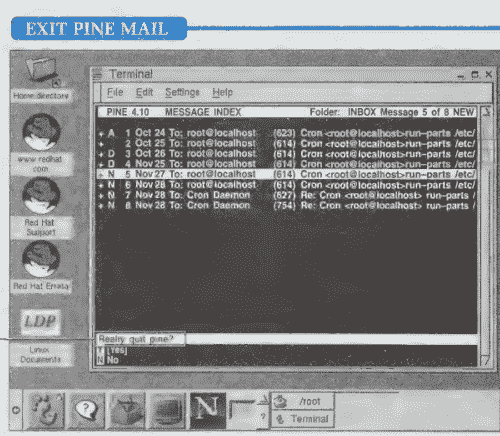 EXIT PINE MAIL
Terminal
File Edit Settings Help
PINE 4.10 MESSAGE INDEX Folder: INBOX Message 5 of 8 NEW
+ A 1 Oct 24 To: root@localhost (623) Cron <root@localhost> run-parts /etc/
+ 2 Oct 25 To: root@localhost (614) Cron <root@localhost> run-parts /etc/
+ D 3 Oct 26 To: root@localhost (614) Cron <root@localhost> run-parts /etc/
+ D 4 Nov 25 To: root@localhost (614) Cron <root@localhost> run-parts /etc/
+ N 5 Nov 27 To: root@localhost (614) Cron <root@localhost> run-parts /etc/
+ N 6 Nov 28 To: root@localhost (614) Cron <root@localhost> run-parts /etc/
+ N 7 Nov 28 To: Cron Daemon (627) Re: Cron <root@localhost> run-parts /
+ N 8 Nov 28 To: Cron Daemon (754) Re: Cron <root@localhost> run-parts /
Really quit pine?
Y [Yes]
N No
Home directory
www.redhat
com
Red Hat
Support
Red Hat Errata
LDP
Linux
Documents
N
?
/root
Terminal